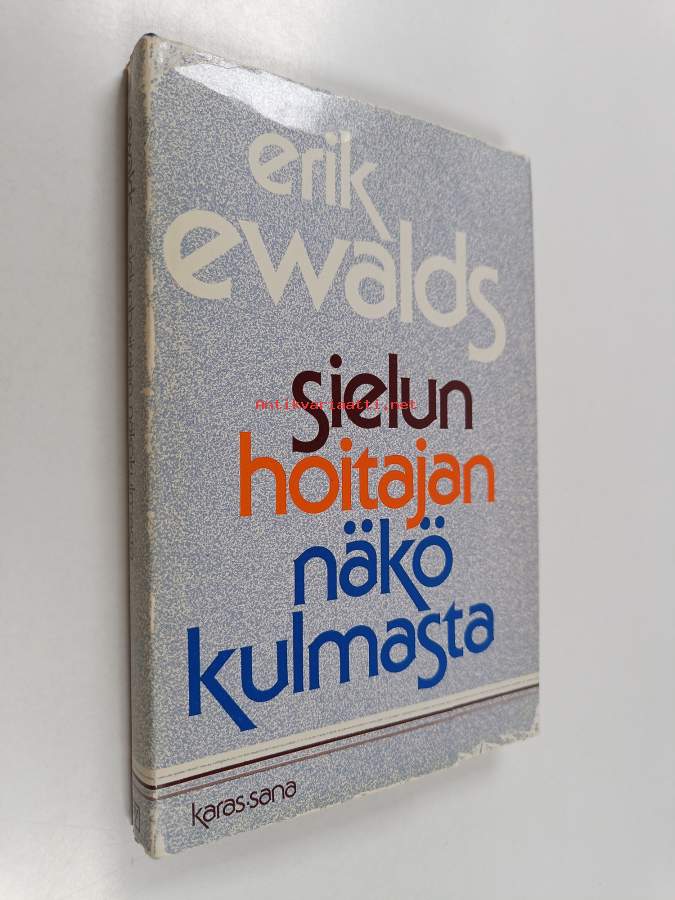 erik
ewalds
sielun
Antikvariaatti.net
hoitajan
näkö
kulmasta
karas-sana